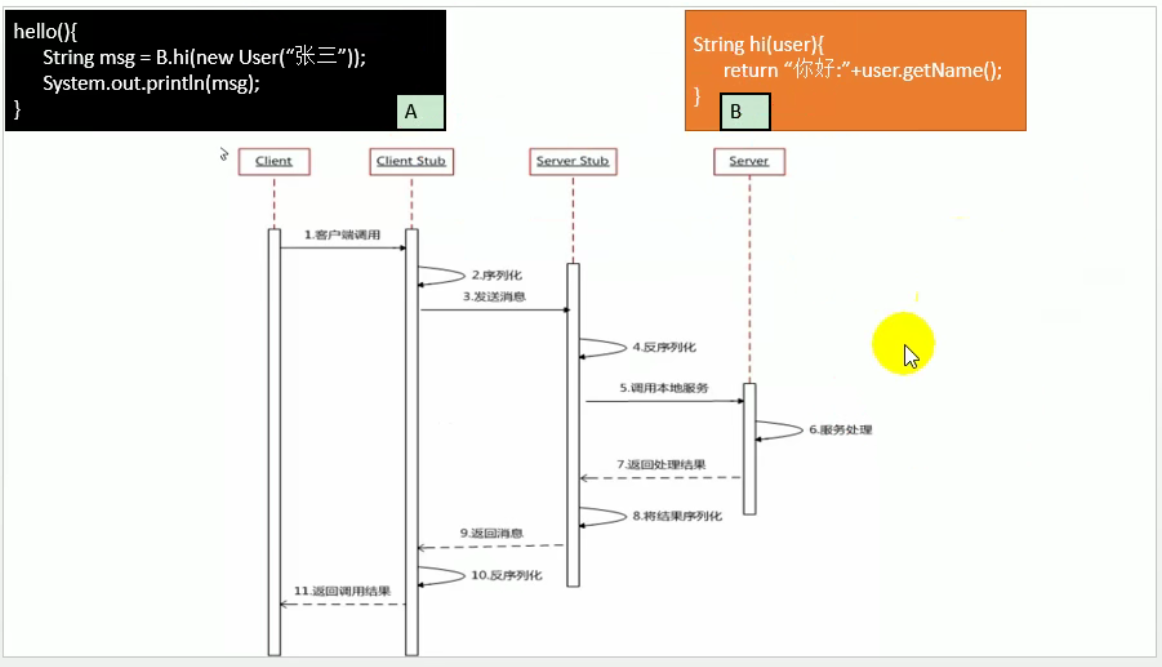 hello(){
String msg = B.hi(new User(“张三”));
System.out.println(msg);
}
A
String hi(user){
return “你好:”+user.getName();
}
B
Client
Client Stub
Server Stub
Server
1.客户端调用
2.序列化
3.发送消息
4.反序列化
5.调用本地服务
6.服务处理
7.返回处理结果
8.将结果序列化
9.返回消息
10.反序列化
11.返回调用结果